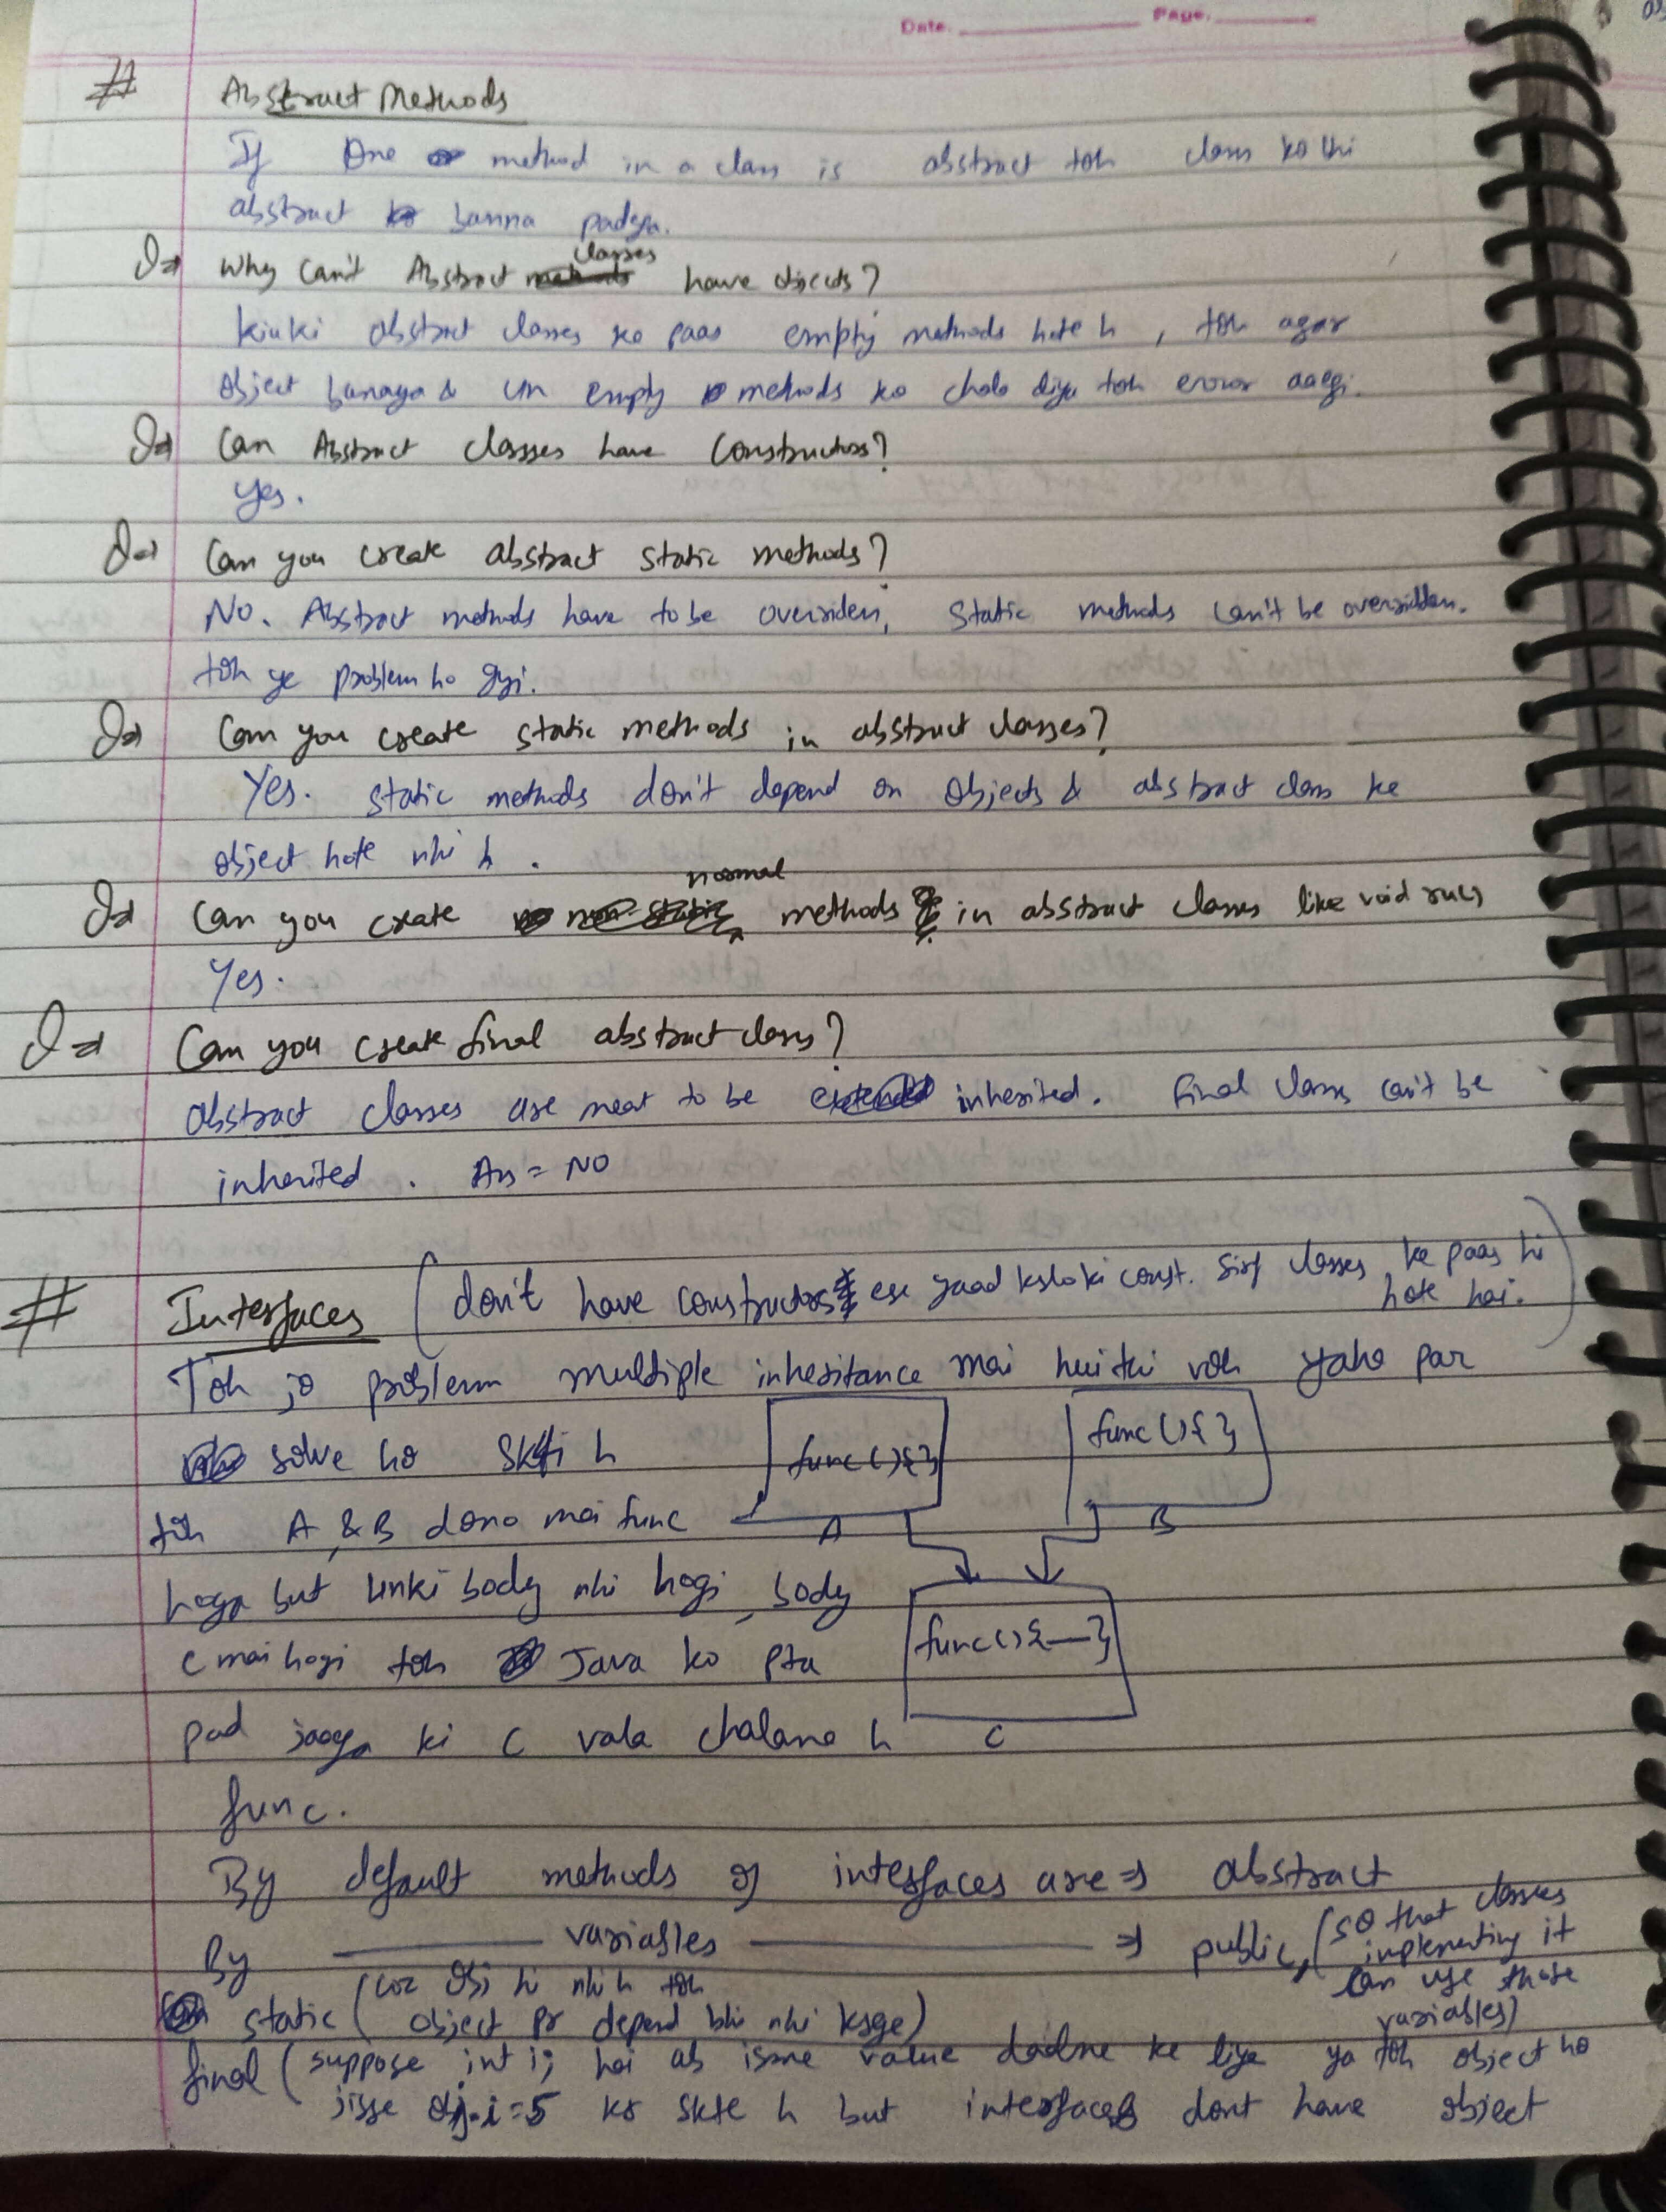 Date. Page.
# Abstract Methods
If One method in a class is abstract toh class ko bhi
abstract banna padega.
Q⇒ Why can't Abstract classes have objects?
kiuki abstract classes ke paas empty methods hote h, toh agar
object banaya & un empty methods ko chala diya toh error aaegi.
Q⇒ Can Abstract classses have Constructors?
Yes.
Q⇒ Can you create abstract static methods?
No. Abstract methods have to be overriden, static methods can't be overridden.
toh ye problem ho gyi.
Q⇒ Can you create static methods in abstract classes?
Yes. static methods don't depend on objects & abstract class ke
object hote nhi h.
Q⇒ Can you create normal methods in abstract classes like void
Yes.
Q⇒ Can you create final abstract class?
abstract classes are meat to be inherited. Final class can't be
inherited. Ans = NO
# Interfaces (don't have constructors ese yaad krlo ki const. sirf classes ke paas hi
hote hai.)
Toh jo problem multiple inheritance mai hui thi voh yaha par
solve ho skti h
func(){}
func(){}
toh A & B dono mai func
A
B
hoga but unki body nhi hogi, body
C mai hogi toh Java ko pta
func(){—}
pad jaaega ki C vala chalana h
C
func.
By default methods of interfaces are ⇒ abstract
By ——— variables ——— ⇒ public, (so that classes
implementing it
can use those
variables)
static (coz obj hi nhi h toh
object pr depend bhi nhi krge)
final (suppose int i; hai ab isme value daalne ke liye ya toh object ho
jisse obj.i=5 kr skte h but interfaces dont have object